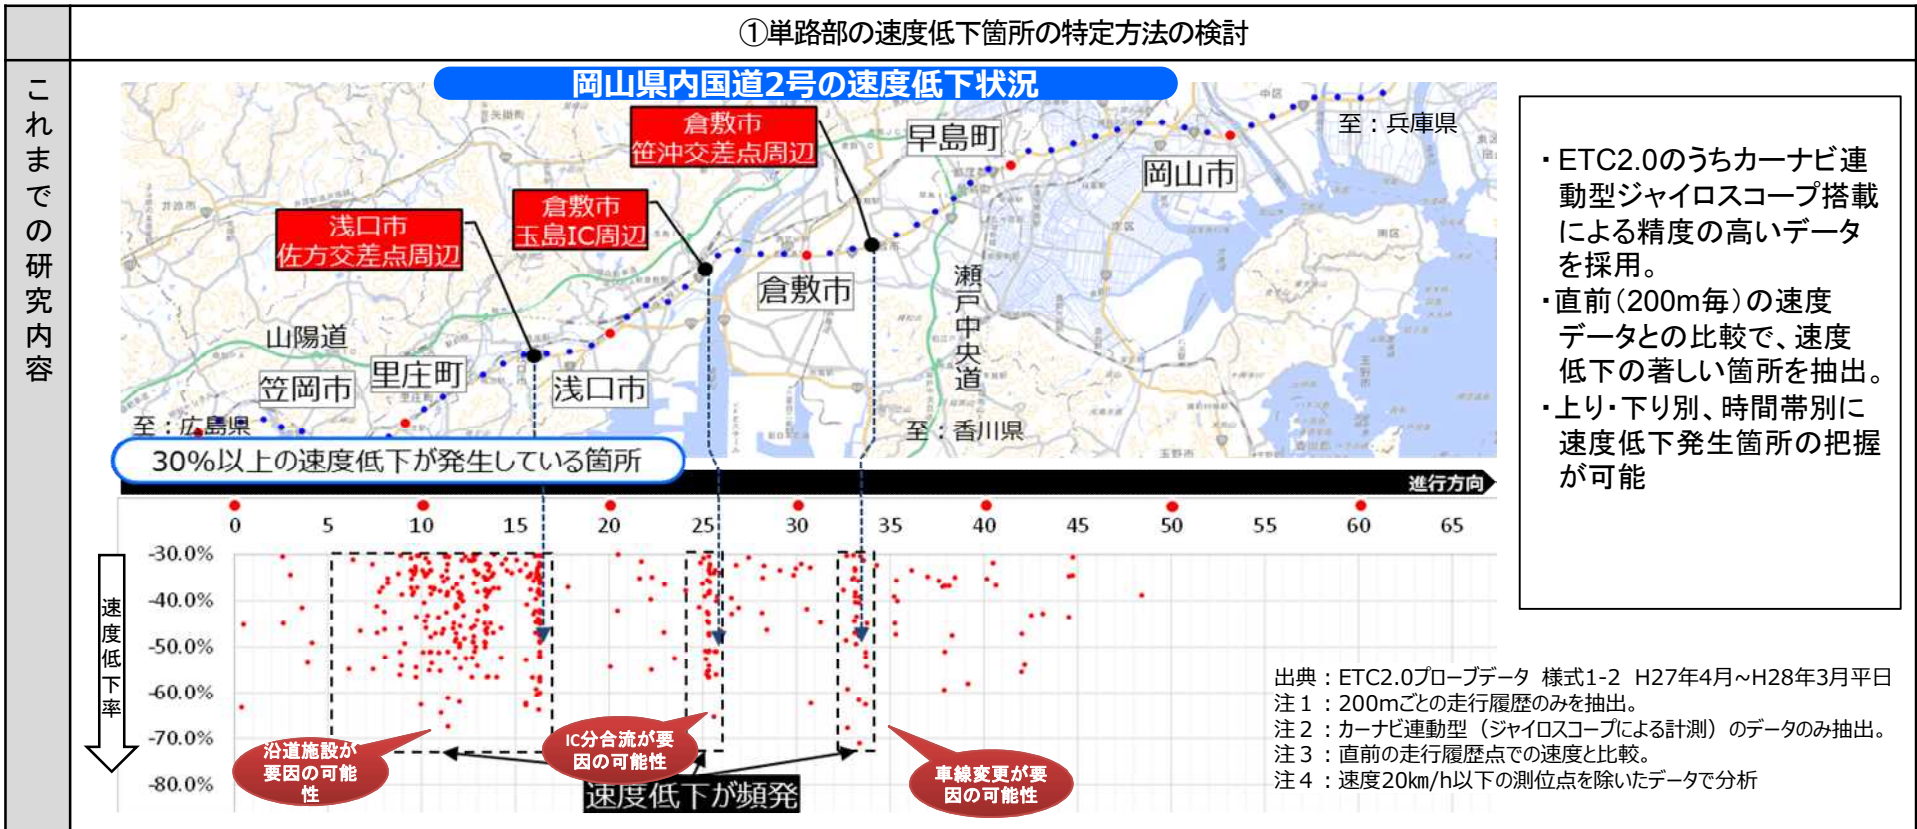 ①単路部の速度低下箇所の特定方法の検討
これまでの研究内容
岡山県内国道2号の速度低下状況
倉敷市
笹沖交差点周辺
早島町
至：兵庫県
岡山市
倉敷市
玉島IC周辺
浅口市
佐方交差点周辺
倉敷市
瀬戸中央道
山陽道
里庄町
笠岡市
浅口市
至：広島県
至：香川県
30％以上の速度低下が発生している箇所
進行方向
0 5 10 15 20 25 30 35 40 45 50 55 60 65
速度低下率
-30.0%
-40.0%
-50.0%
-60.0%
-70.0%
-80.0%
沿道施設が
要因の可能
性
IC分合流が要
因の可能性
車線変更が要
因の可能性
速度低下が頻発
・ETC2.0のうちカーナビ連
動型ジャイロスコープ搭載
による精度の高いデータ
を採用。
・直前（200m毎）の速度
データとの比較で、速度
低下の著しい箇所を抽出。
・上り・下り別、時間帯別に
速度低下発生箇所の把握
が可能
出典：ETC2.0プローブデータ 様式1-2 H27年4月~H28年3月平日
注１：200mごとの走行履歴のみを抽出。
注２：カーナビ連動型（ジャイロスコープによる計測）のデータのみ抽出。
注３：直前の走行履歴点での速度と比較。
注４：速度20㎞/h以下の測位点を除いたデータで分析